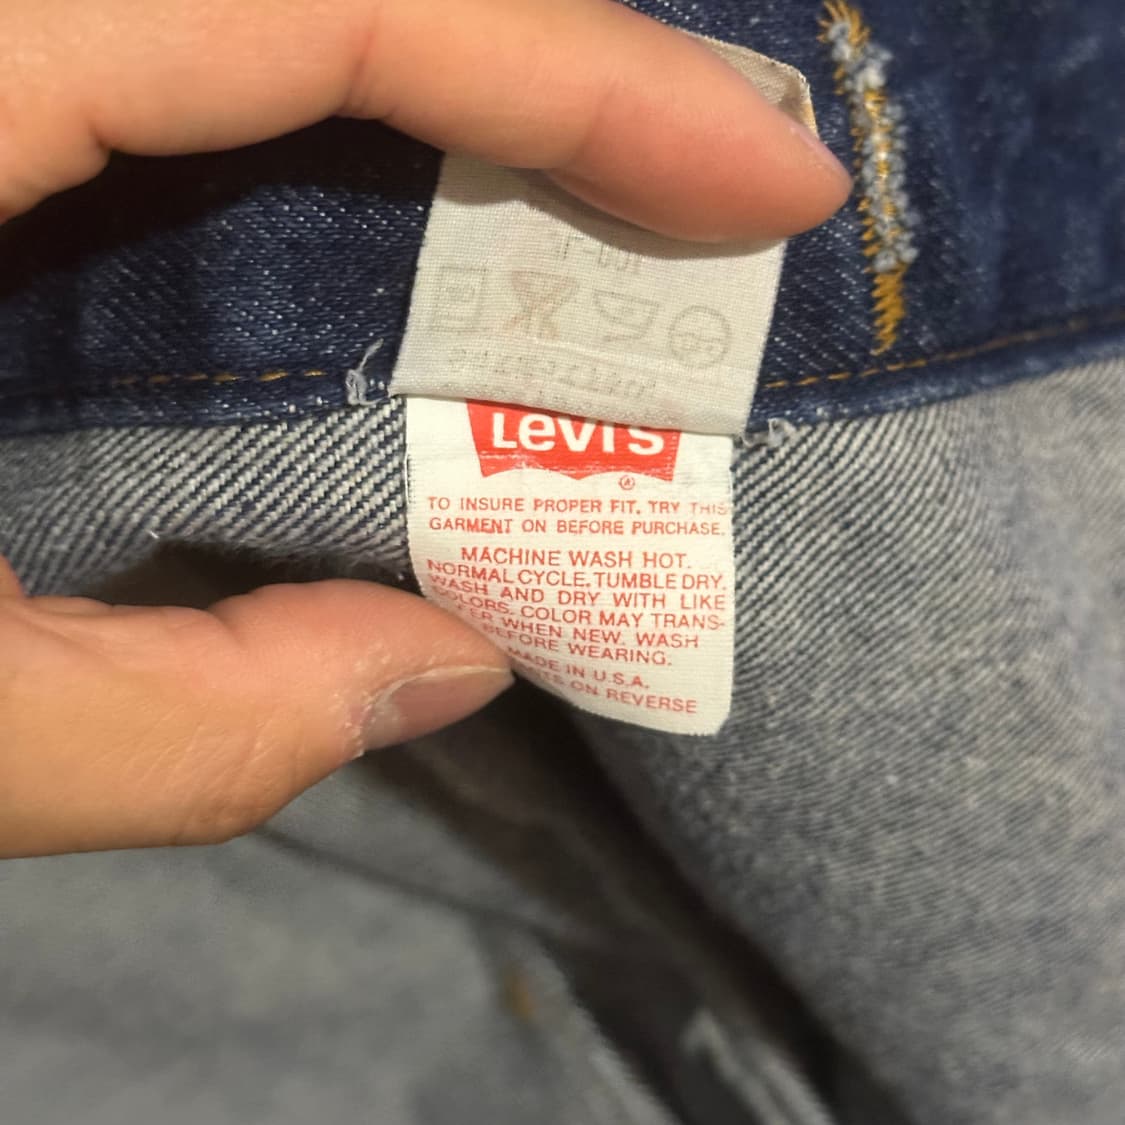 Levi's
®
TO INSURE PROPER FIT, TRY THIS
GARMENT ON BEFORE PURCHASE.
MACHINE WASH HOT.
NORMAL CYCLE. TUMBLE DRY.
WASH AND DRY WITH LIKE
COLORS. COLOR MAY TRANS-
FER WHEN NEW. WASH
BEFORE WEARING.
MADE IN U.S.A.
ON REVERSE